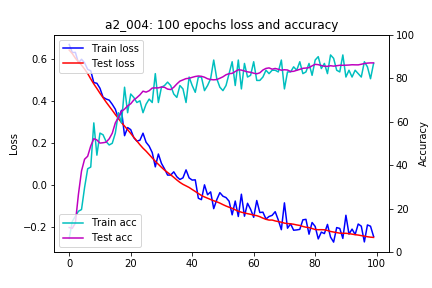 a2_004: 100 epochs loss and accuracy
Train loss
Test loss
Train acc
Test acc
0.6
0.4
0.2
0.0
−0.2
Loss
100
80
60
40
20
0
Accuracy
0
20
40
60
80
100